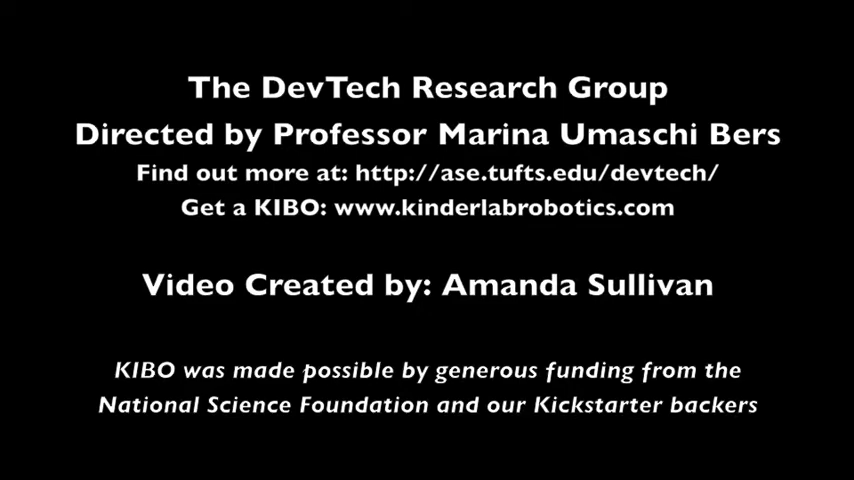 The DevTech Research Group
Directed by Professor Marina Umaschi Bers
Find out more at: http://ase.tufts.edu/devtech/
Get a KIBO: www.kinderlabrobotics.com
Video Created by: Amanda Sullivan
KIBO was made possible by generous funding from the
National Science Foundation and our Kickstarter backers